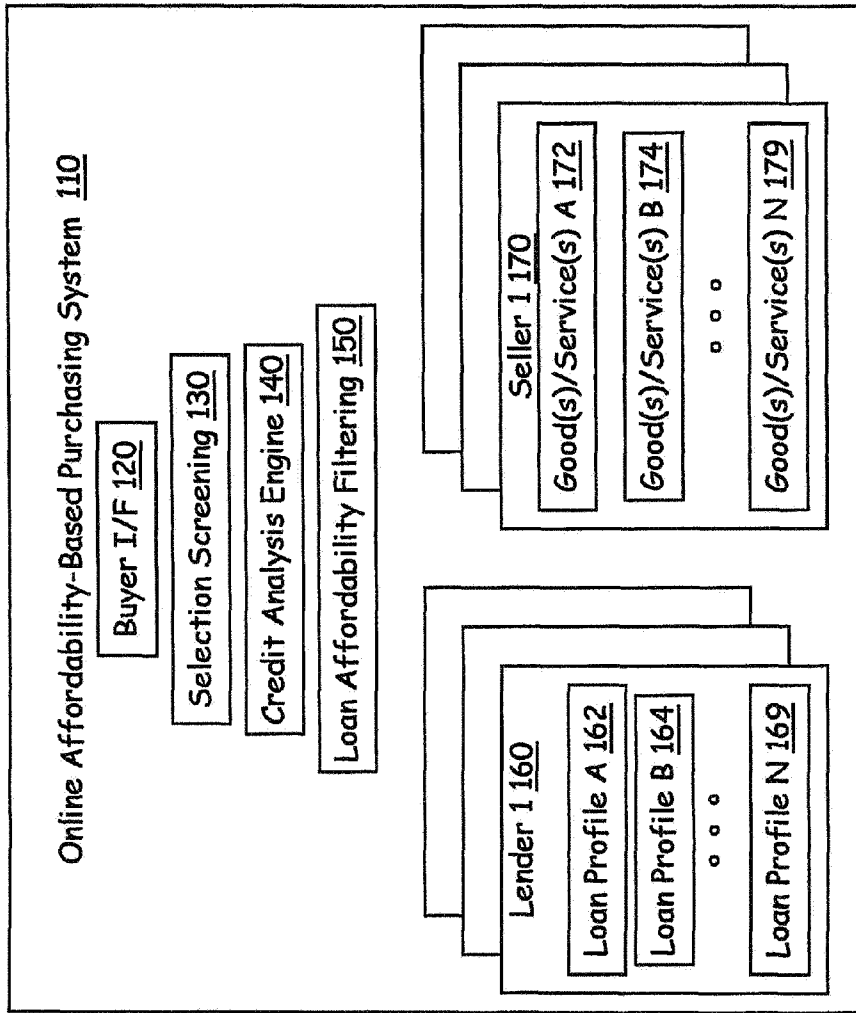 Online Affordability-Based Purchasing System 110
Buyer I/F 120
Selection Screening 130
Credit Analysis Engine 140
Loan Affordability Filtering 150
Lender 1 160
Loan Profile A 162
Loan Profile B 164
Loan Profile N 169
Seller 1 170
Good(s)/Service(s) A 172
Good(s)/Service(s) B 174
Good(s)/Service(s) N 179